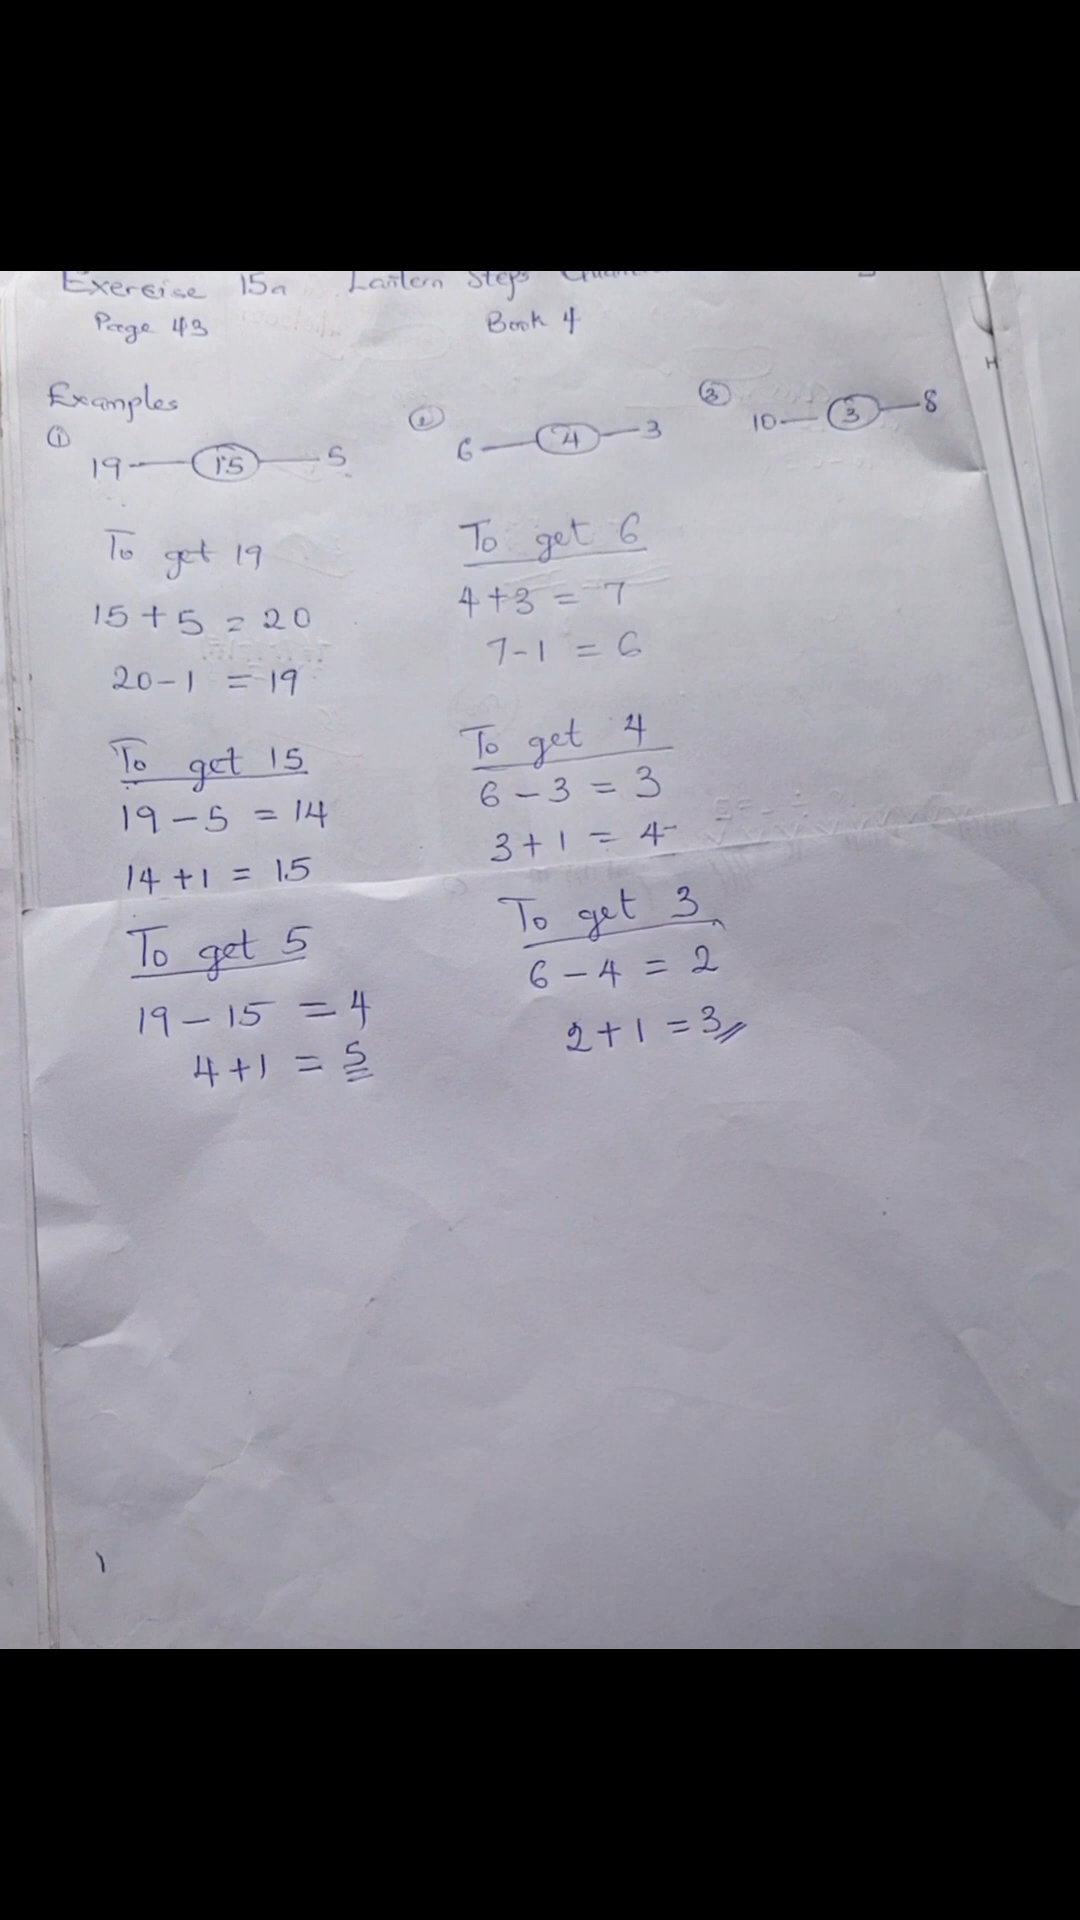 Exercise 15a Lantern Steps
Page 43 Book 4
Examples
① 19 — 15 — 5
② 6 — 4 — 3
③ 10 — 3 — 8
To get 19
15 + 5 = 20
20 - 1 = 19
To get 15
19 - 5 = 14
14 + 1 = 15
To get 5
19 - 15 = 4
4 + 1 = 5
To get 6
4 + 3 = 7
7 - 1 = 6
To get 4
6 - 3 = 3
3 + 1 = 4
To get 3
6 - 4 = 2
2 + 1 = 3
H